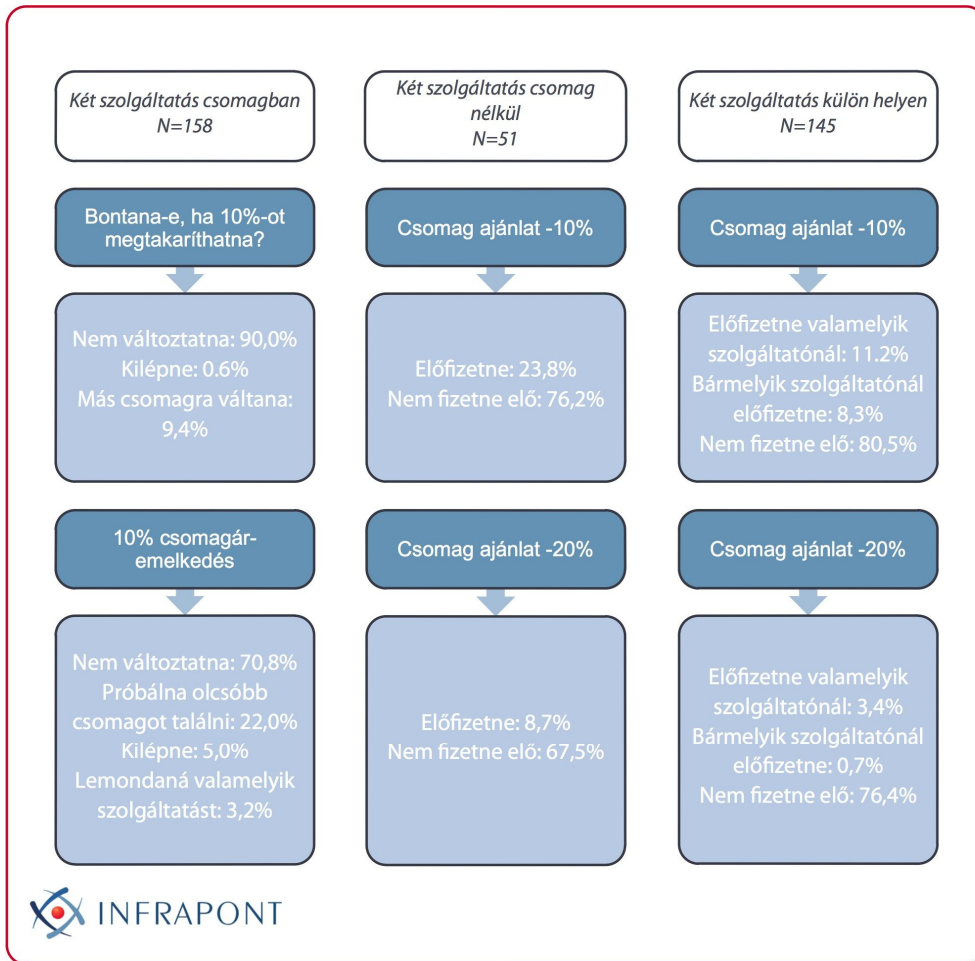 Két szolgáltatás csomagban
N=158
Bontana-e, ha 10%-ot
megtakaríthatna?
Nem változtatna: 90,0%
Kilépne: 0.6%
Más csomagra váltana:
9,4%
10% csomagár-
emelkedés
Nem változtatna: 70,8%
Próbálna olcsóbb
csomagot találni: 22,0%
Kilépne: 5,0%
Lemondaná valamelyik
szolgáltatást: 3,2%
Két szolgáltatás csomag
nélkül
N=51
Csomag ajánlat -10%
Előfizetne: 23,8%
Nem fizetne elő: 76,2%
Csomag ajánlat -20%
Előfizetne: 8,7%
Nem fizetne elő: 67,5%
Két szolgáltatás külön helyen
N=145
Csomag ajánlat -10%
Előfizetne valamelyik
szolgáltatónál: 11.2%
Bármelyik szolgáltatónál
előfizetne: 8,3%
Nem fizetne elő: 80,5%
Csomag ajánlat -20%
Előfizetne valamelyik
szolgáltatónál: 3,4%
Bármelyik szolgáltatónál
előfizetne: 0,7%
Nem fizetne elő: 76,4%
INFRAPONT